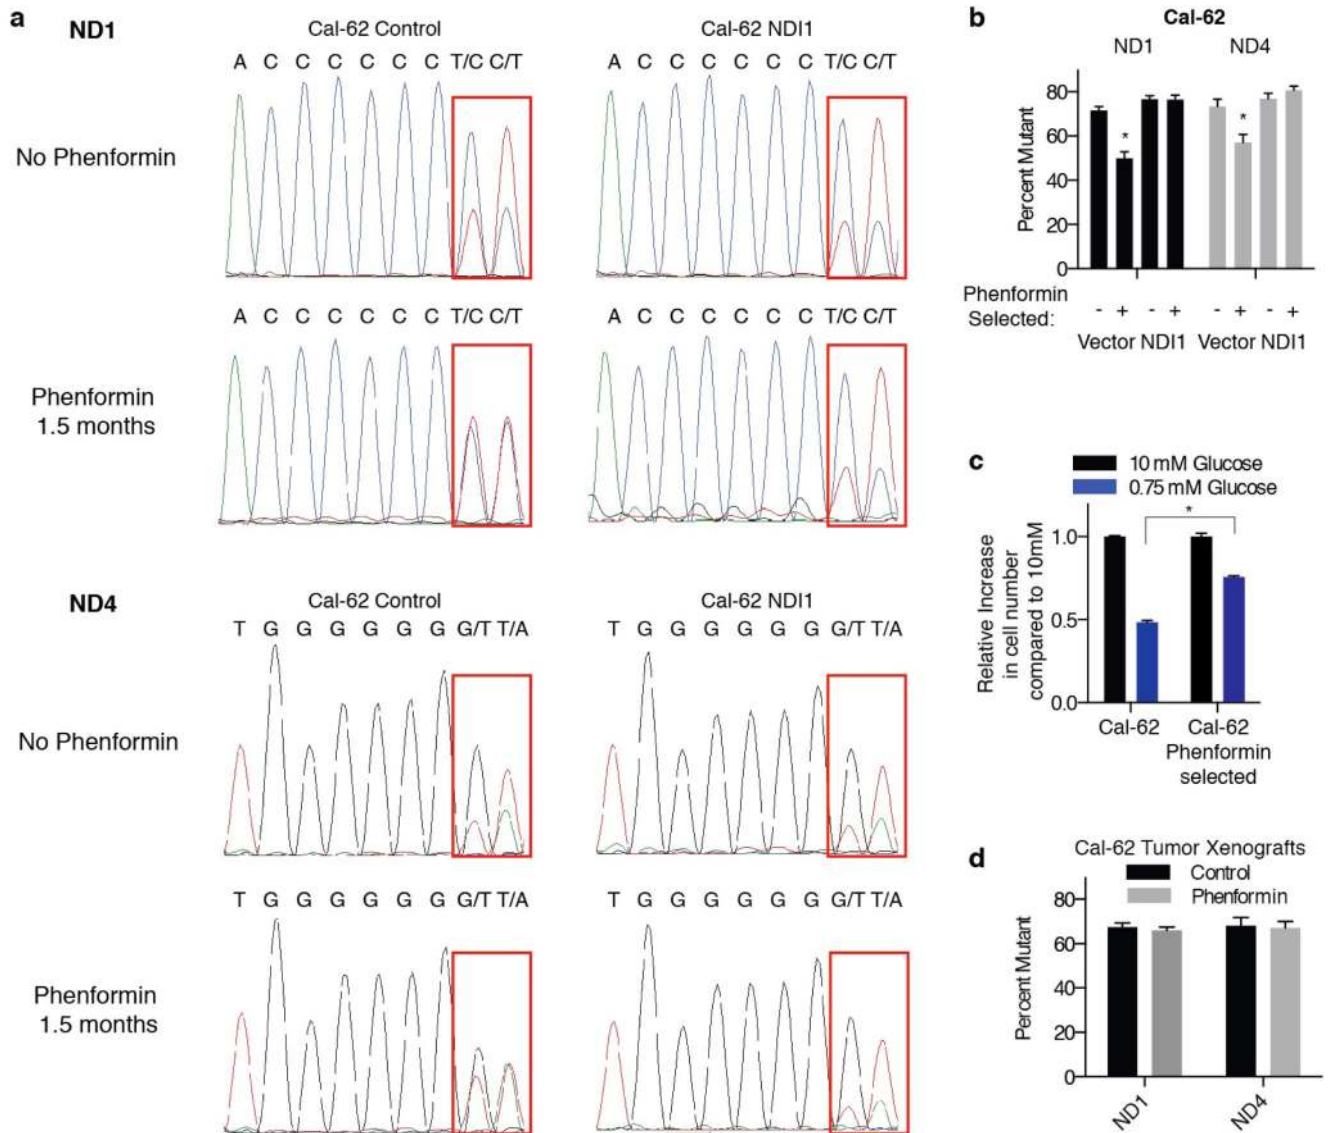 a
ND1
Cal-62 Control
Cal-62 NDI1
A C C C C C C T/C C/T
A C C C C C C T/C C/T
No Phenformin
A C C C C C C T/C C/T
A C C C C C C T/C C/T
Phenformin
1.5 months
ND4
Cal-62 Control
Cal-62 NDI1
T G G G G G G G/T T/A
T G G G G G G G/T T/A
No Phenformin
T G G G G G G G/T T/A
T G G G G G G G/T T/A
Phenformin
1.5 months
b
Cal-62
ND1 ND4
Percent Mutant
80
60
40
20
0
*
*
Phenformin
Selected:
- + - + - + - +
Vector NDI1 Vector NDI1
c
10 mM Glucose
0.75 mM Glucose
Relative Increase
in cell number
compared to 10mM
1.0
0.5
0.0
*
Cal-62
Cal-62
Phenformin
selected
d
Cal-62 Tumor Xenografts
Control
Phenformin
Percent Mutant
80
60
40
20
0
ND1
ND4